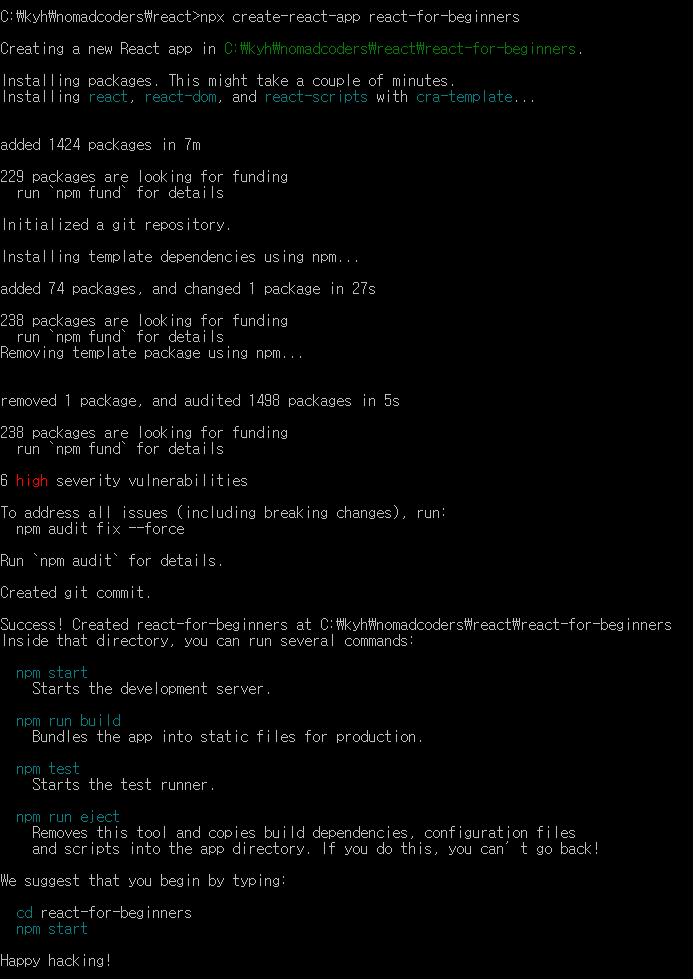 C:₩kyh₩nomadcoders₩react>npx create-react-app react-for-beginners
Creating a new React app in C:₩kyh₩nomadcoders₩react₩react-for-beginners.
Installing packages. This might take a couple of minutes.
Installing react, react-dom, and react-scripts with cra-template...
added 1424 packages in 7m
229 packages are looking for funding
  run `npm fund` for details
Initialized a git repository.
Installing template dependencies using npm...
added 74 packages, and changed 1 package in 27s
238 packages are looking for funding
  run `npm fund` for details
Removing template package using npm...
removed 1 package, and audited 1498 packages in 5s
238 packages are looking for funding
  run `npm fund` for details
6 high severity vulnerabilities
To address all issues (including breaking changes), run:
  npm audit fix --force
Run `npm audit` for details.
Created git commit.
Success! Created react-for-beginners at C:₩kyh₩nomadcoders₩react₩react-for-beginners
Inside that directory, you can run several commands:
  npm start
    Starts the development server.
  npm run build
    Bundles the app into static files for production.
  npm test
    Starts the test runner.
  npm run eject
    Removes this tool and copies build dependencies, configuration files
    and scripts into the app directory. If you do this, you can’t go back!
We suggest that you begin by typing:
  cd react-for-beginners
  npm start
Happy hacking!